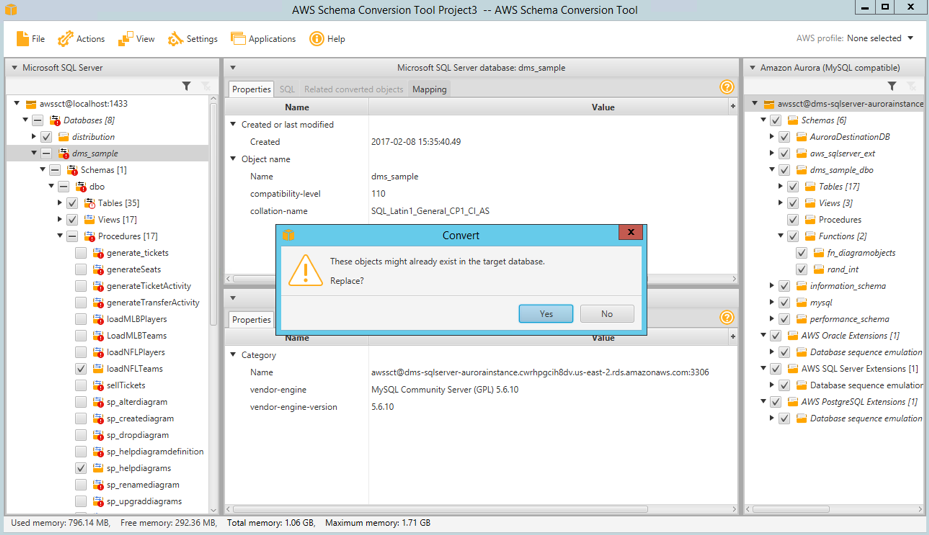 AWS Schema Conversion Tool Project3 -- AWS Schema Conversion Tool
File Actions View Settings Applications Help AWS profile: None selected
Microsoft SQL Server
awssct@localhost:1433
Databases [8]
distribution
dms_sample
Schemas [1]
dbo
Tables [35]
Views [17]
Procedures [17]
generate_tickets
generateSeats
generateTicketActivity
generateTransferActivity
loadMLBPlayers
LoadMLBTeams
loadNFLPlayers
loadNFLTeams
sellTickets
sp_alterdiagram
sp_creatediagram
sp_dropdiagram
sp_helpdiagramdefinition
sp_helpdiagrams
sp_renamediagram
sp_upgraddiagrams
Microsoft SQL Server database: dms_sample
Properties SQL Related converted objects Mapping
Name Value
Created or last modified
Created 2017-02-08 15:35:40.49
Object name
Name dms_sample
compatibility-level 110
collation-name SQL_Latin1_General_CP1_CI_AS
Convert
X
These objects might already exist in the target database.
Replace?
Yes No
Properties
Name Value
Category
Name awssct@dms-sqlserver-aurorainstance.cwrhpgcih8dv.us-east-2.rds.amazonaws.com:3306
vendor-engine MySQL Community Server (GPL) 5.6.10
vendor-engine-version 5.6.10
Amazon Aurora (MySQL compatible)
awssct@dms-sqlserver-aurorainstance
Schemas [6]
AuroraDestinationDB
aws_sqlserver_ext
dms_sample_dbo
Tables [17]
Views [3]
Procedures
Functions [2]
fn_diagramobjects
rand_int
information_schema
mysql
performance_schema
AWS Oracle Extensions [1]
Database sequence emulation
AWS SQL Server Extensions [1]
Database sequence emulation
AWS PostgreSQL Extensions [1]
Database sequence emulation
Used memory: 796.14 MB, Free memory: 292.36 MB, Total memory: 1.06 GB, Maximum memory: 1.71 GB